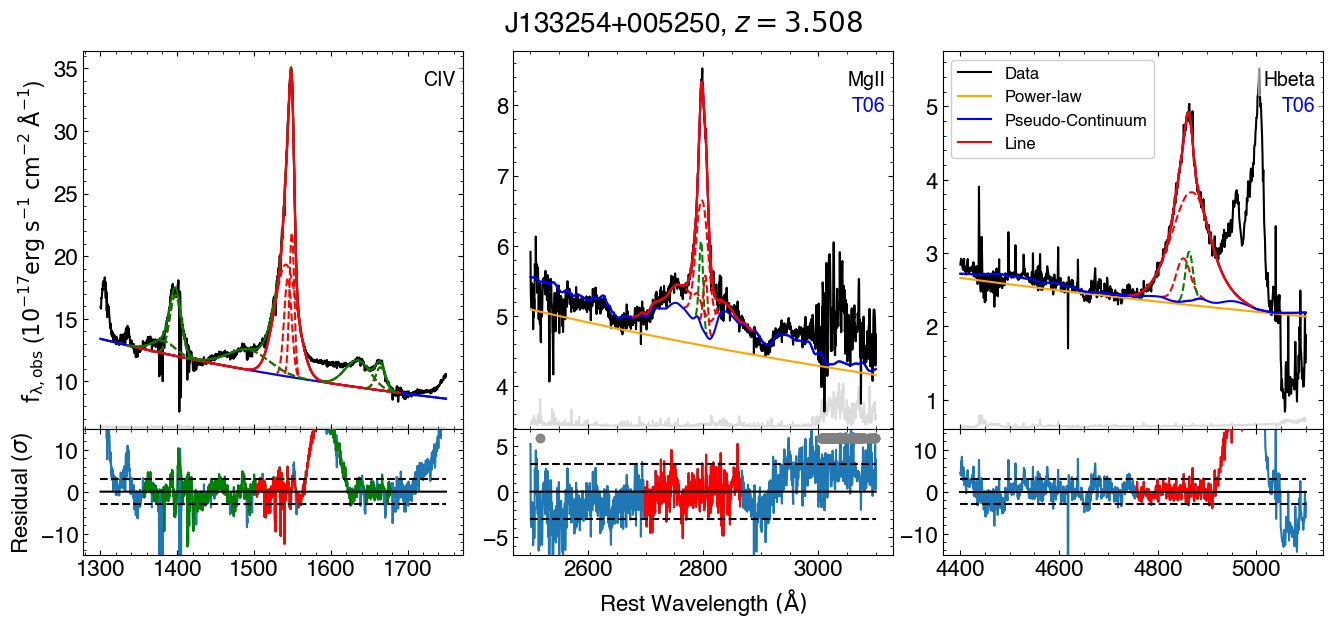 J133254+005250, z = 3.508
CIV
MgII
T06
Hbeta
T06
Data
Power-law
Pseudo-Continuum
Line
f_λ,obs (10⁻¹⁷erg s⁻¹ cm⁻² Å⁻¹)
35
30
25
20
15
10
8
7
6
5
4
5
4
3
2
1
Residual (σ)
10
0
−10
5
0
−5
10
0
−10
1300 1400 1500 1600 1700
2600 2800 3000
4400 4600 4800 5000
Rest Wavelength (Å)